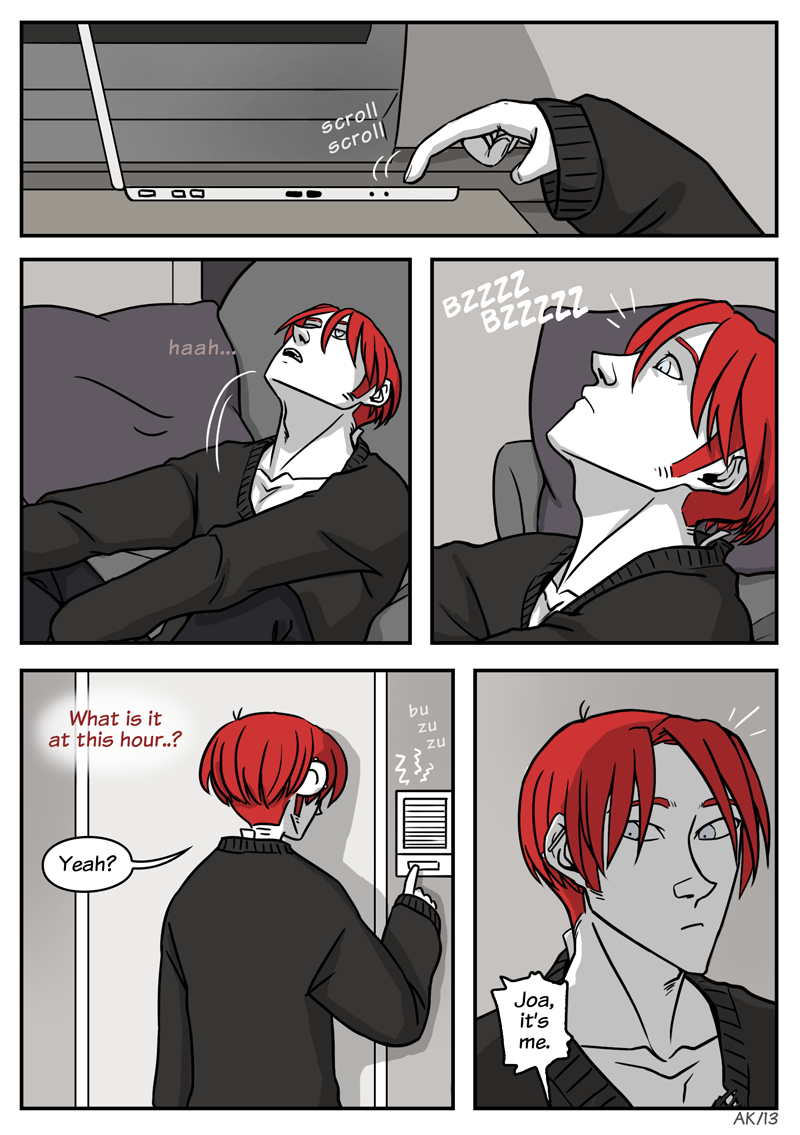 scroll
scroll
haah...
BZZZZ
BZZZZZ
What is it
at this hour..?
bu
zu
zu
Yeah?
Joa,
it's
me.
AK/13